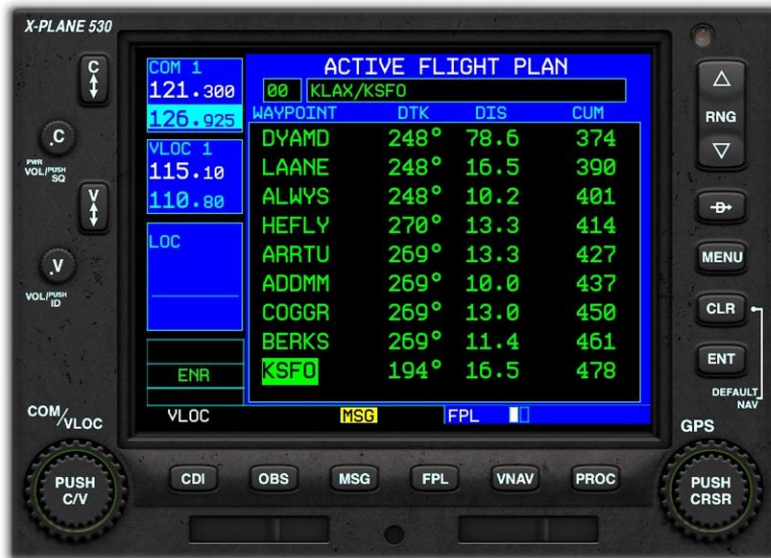 X-PLANE 530
COM 1
121.300
126.925
VLOC 1
115.10
110.80
LOC
ENR
VLOC
ACTIVE FLIGHT PLAN
00 KLAX/KSFO
WAYPOINT DTK DIS CUM
DYAMD 248° 78.6 374
LAANE 248° 16.5 390
ALWYS 248° 10.2 401
HEFLY 270° 13.3 414
ARRTU 269° 13.3 427
ADDMM 269° 10.0 437
COGGR 269° 13.0 450
BERKS 269° 11.4 461
KSFO 194° 16.5 478
MSG FPL
C
.C
PWR
VOL/PUSH
SQ
V
.V
VOL/PUSH
ID
COM/VLOC
PUSH
C/V
RNG
D
MENU
CLR
ENT
DEFAULT
NAV
GPS
PUSH
CRSR
CDI OBS MSG FPL VNAV PROC